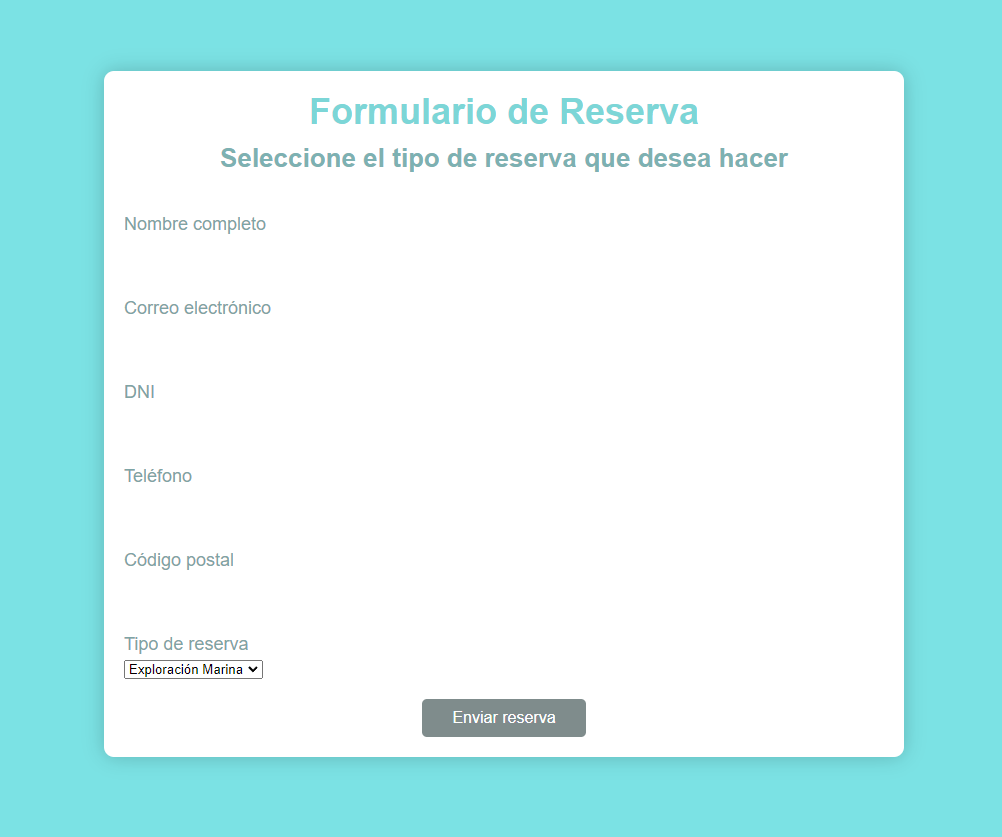 Formulario de Reserva
Seleccione el tipo de reserva que desea hacer
Nombre completo
Correo electrónico
DNI
Teléfono
Código postal
Tipo de reserva
Exploración Marina
Enviar reserva